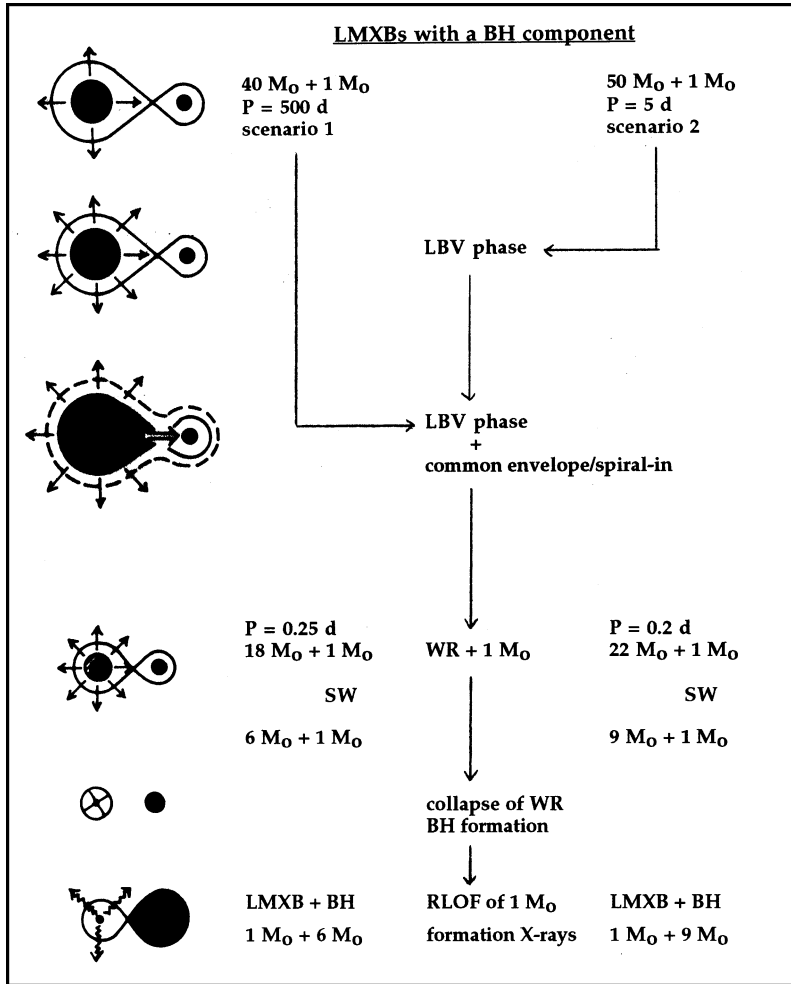 LMXBs with a BH component
40 Mo + 1 Mo
P = 500 d
scenario 1
50 Mo + 1 Mo
P = 5 d
scenario 2
LBV phase
LBV phase
+
common envelope/spiral-in
P = 0.25 d
18 Mo + 1 Mo
WR + 1 Mo
P = 0.2 d
22 Mo + 1 Mo
SW
SW
6 Mo + 1 Mo
9 Mo + 1 Mo
collapse of WR
BH formation
LMXB + BH
1 Mo + 6 Mo
RLOF of 1 Mo
formation X-rays
LMXB + BH
1 Mo + 9 Mo